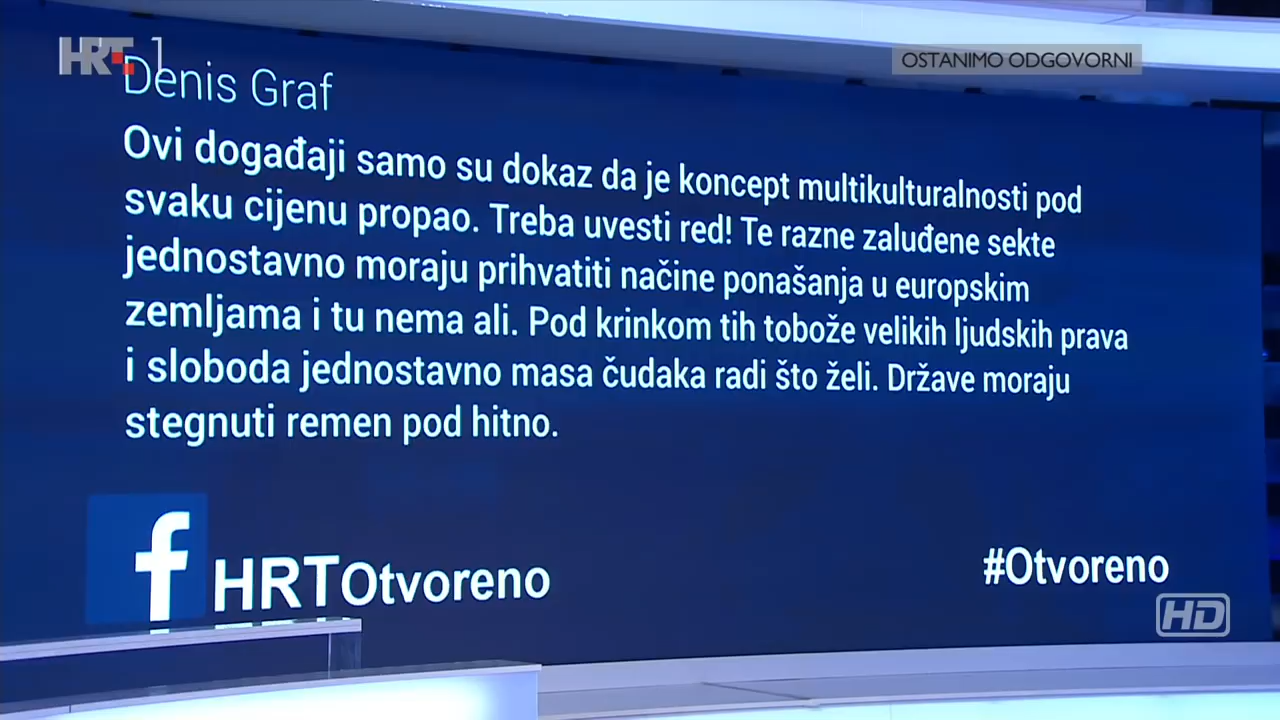 HRT 1
OSTANIMO ODGOVORNI
Denis Graf
Ovi događaji samo su dokaz da je koncept multikulturalnosti pod
svaku cijenu propao. Treba uvesti red! Te razne zaluđene sekte
jednostavno moraju prihvatiti načine ponašanja u europskim
zemljama i tu nema ali. Pod krinkom tih tobože velikih ljudskih prava
i sloboda jednostavno masa čudaka radi što želi. Države moraju
stegnuti remen pod hitno.
f HRTOtvoreno
#Otvoreno
HD